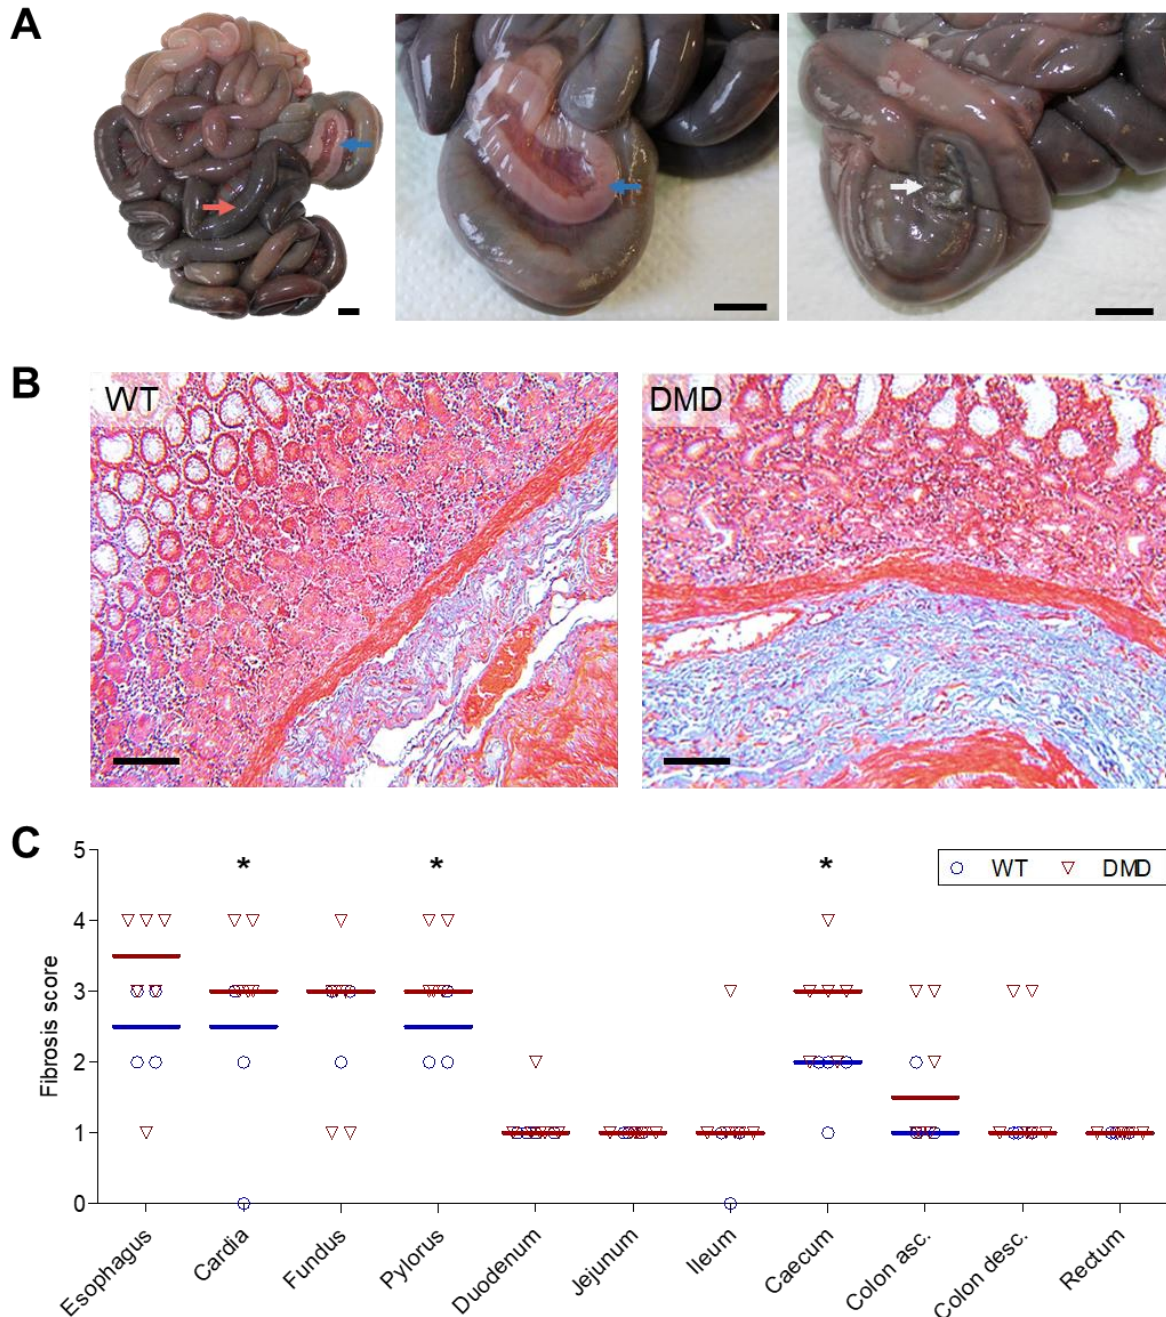 A
B
WT
DMD
C
5
4
3
2
1
0
Fibrosis score
* * *
WT DMD
Esophagus
Cardia
Fundus
Pylorus
Duodenum
Jejunum
Ileum
Caecum
Colon asc.
Colon desc.
Rectum